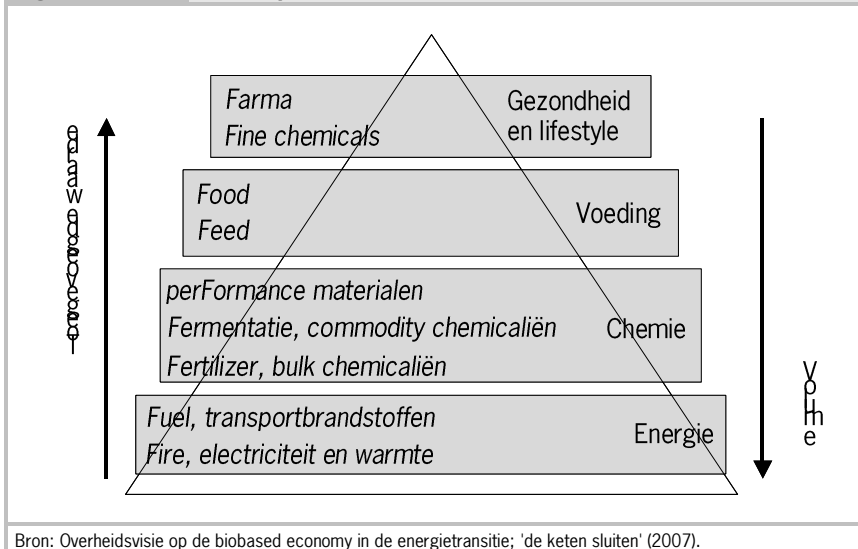 Farma
Fine chemicals
Gezondheid
en lifestyle
Food
Feed
Voeding
perFormance materialen
Fermentatie, commodity chemicaliën
Fertilizer, bulk chemicaliën
Chemie
Fuel, transportbrandstoffen
Fire, electriciteit en warmte
Energie
Toegevoegdewaarde
Volume
Bron: Overheidsvisie op de biobased economy in de energietransitie; 'de keten sluiten' (2007).